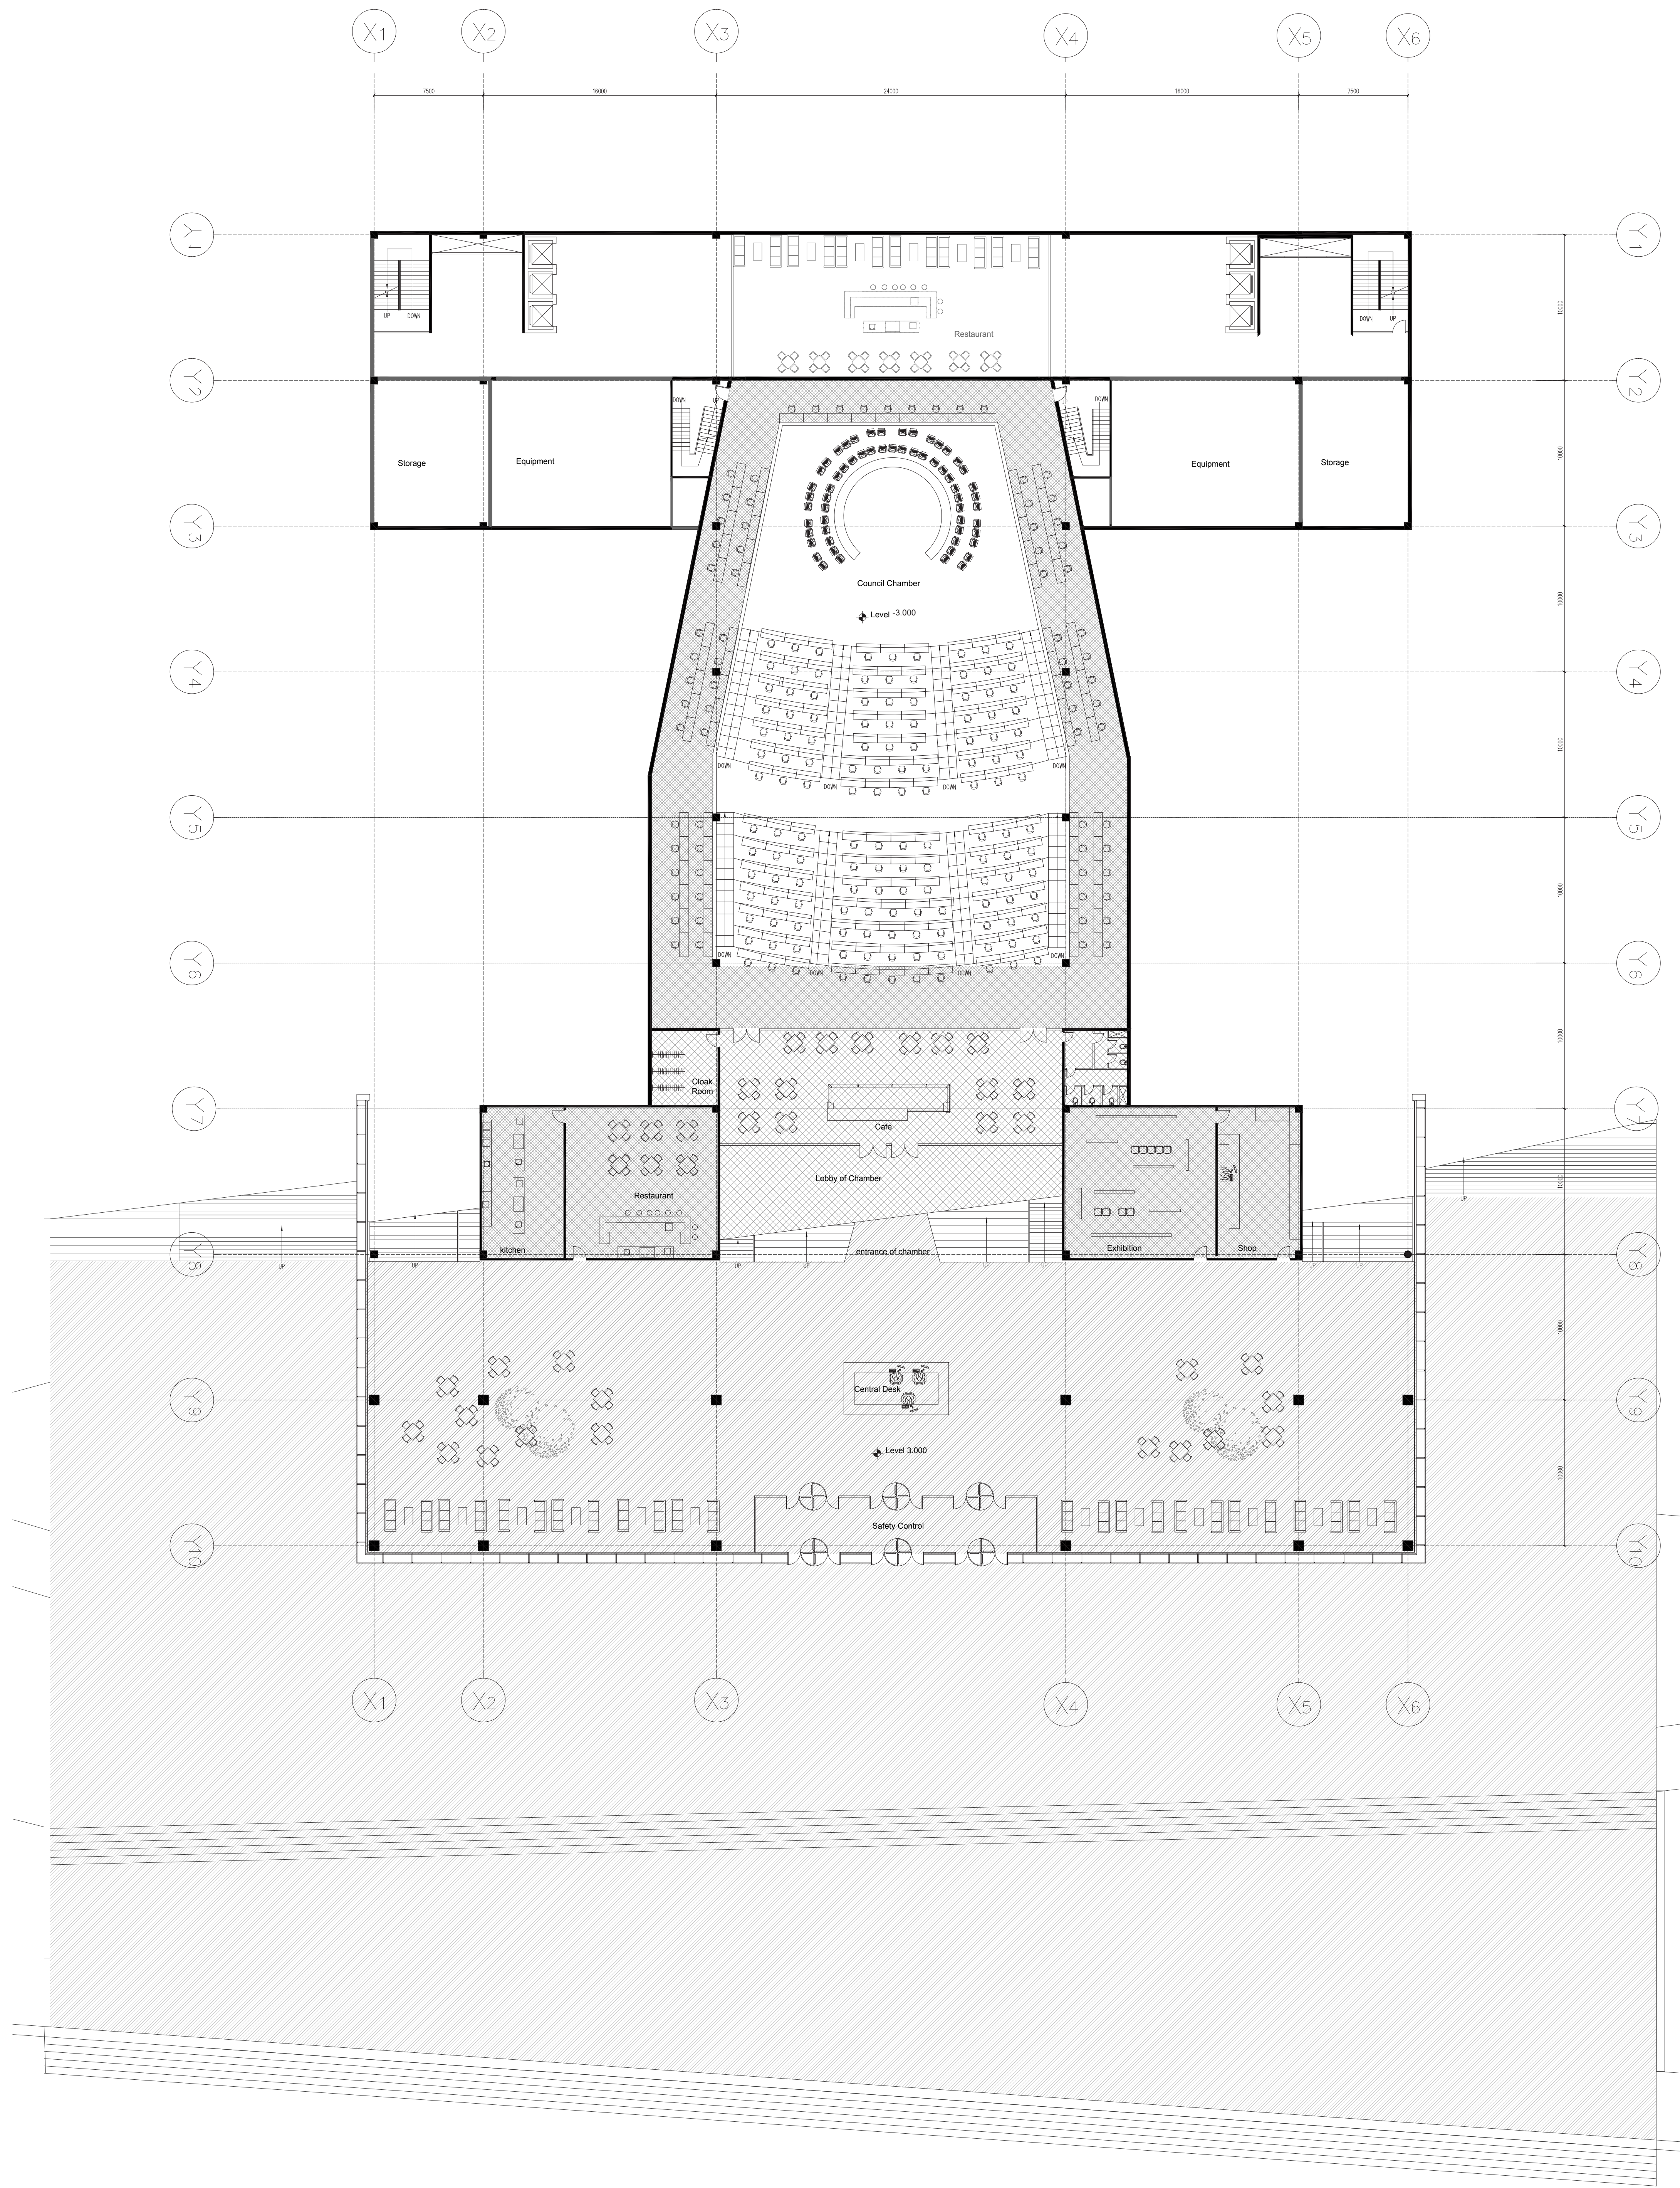 X1 X2 X3 X4 X5 X6
7500 16000 24000 16000 7500
Y1 Y1
10000
UP DOWN DOWN UP
Restaurant
Y2 Y2
DOWN UP UP DOWN
10000
Storage Equipment Equipment Storage
Y3 Y3
Council Chamber
10000
Level -3.000
Y4 Y4
10000
DOWN DOWN
DOWN DOWN
Y5 Y5
10000
DOWN DOWN
Y6 Y6
DOWN DOWN
10000
Cloak
Room
Y7 Y7
Cafe
Lobby of Chamber
10000
Restaurant
UP
kitchen entrance of chamber Exhibition Shop
Y8 Y8
UP UP UP UP UP UP UP UP
10000
Central Desk
Y9 Y9
Level 3.000
10000
Safety Control
Y10 Y10
X1 X2 X3 X4 X5 X6